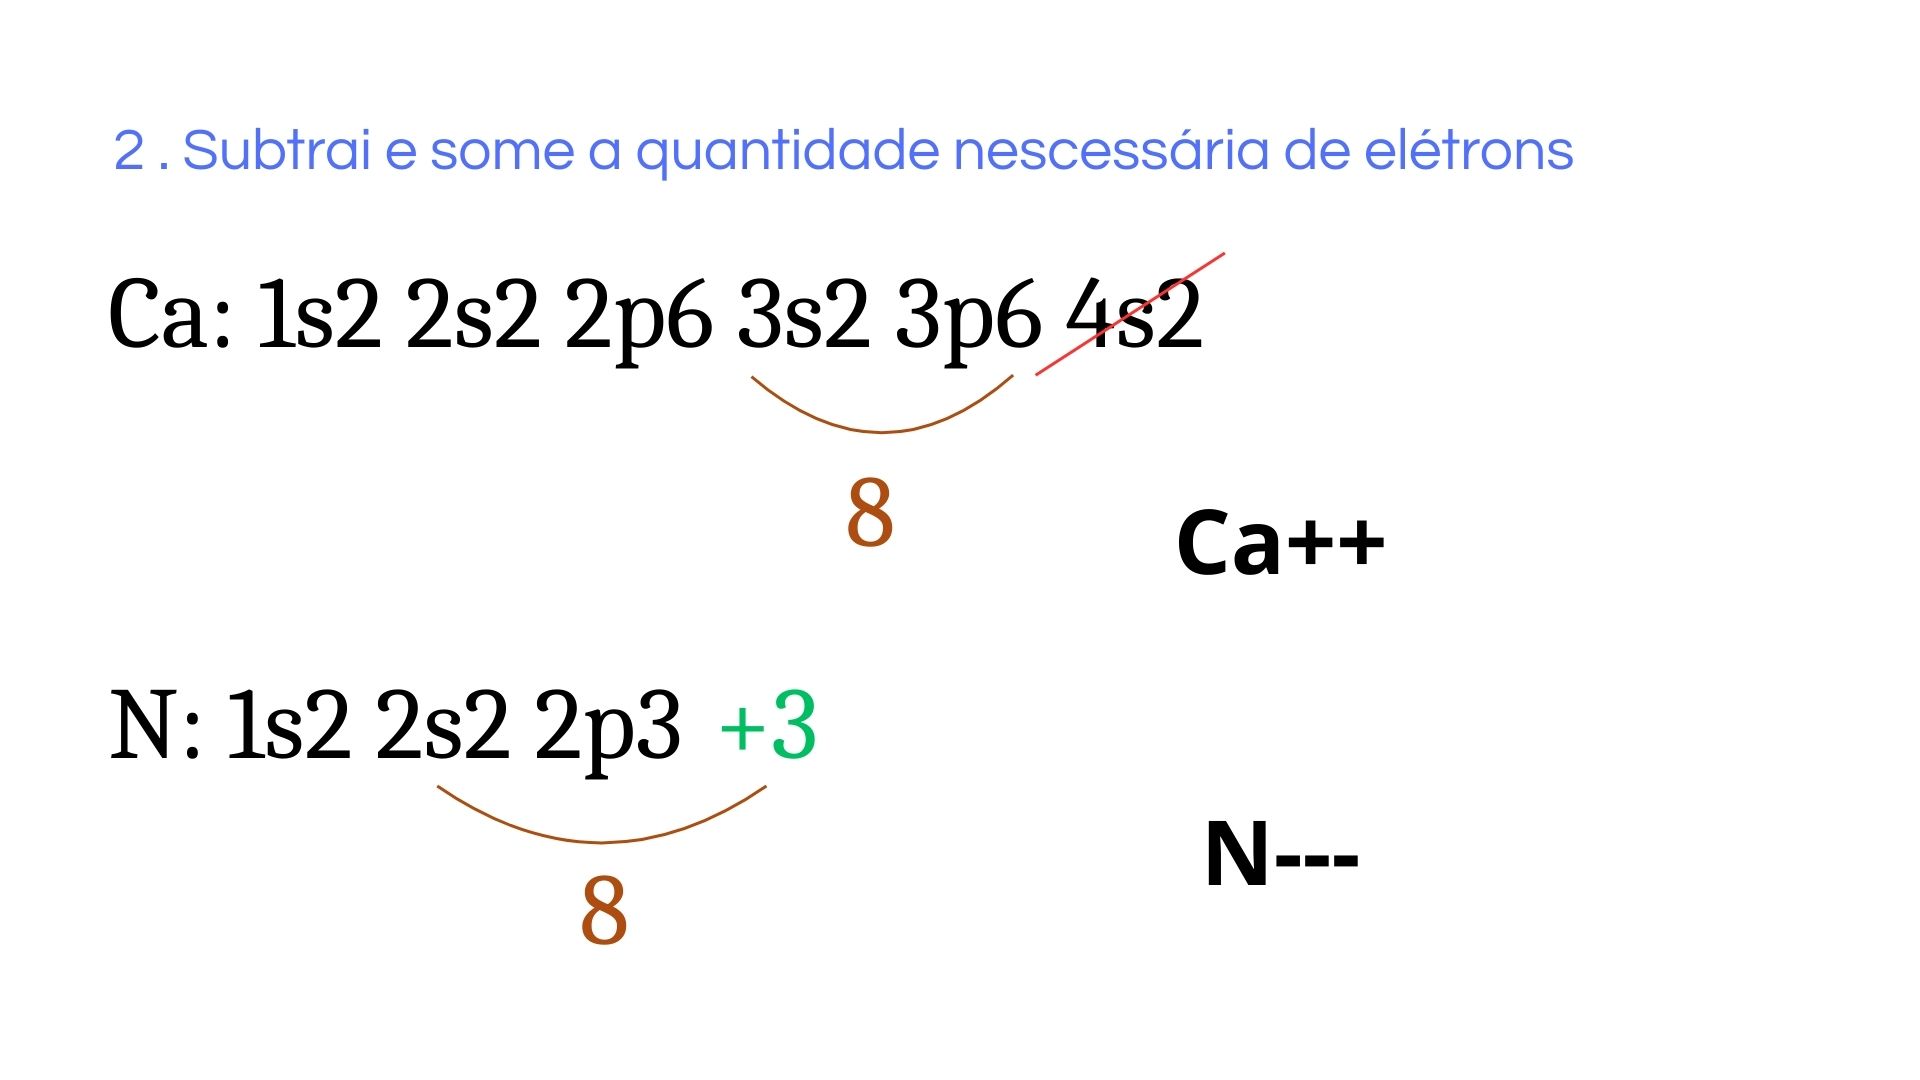 2 . Subtrai e some a quantidade nescessária de elétrons
Ca: 1s2 2s2 2p6 3s2 3p6 4s2
8
Ca++
N: 1s2 2s2 2p3 +3
N---
8